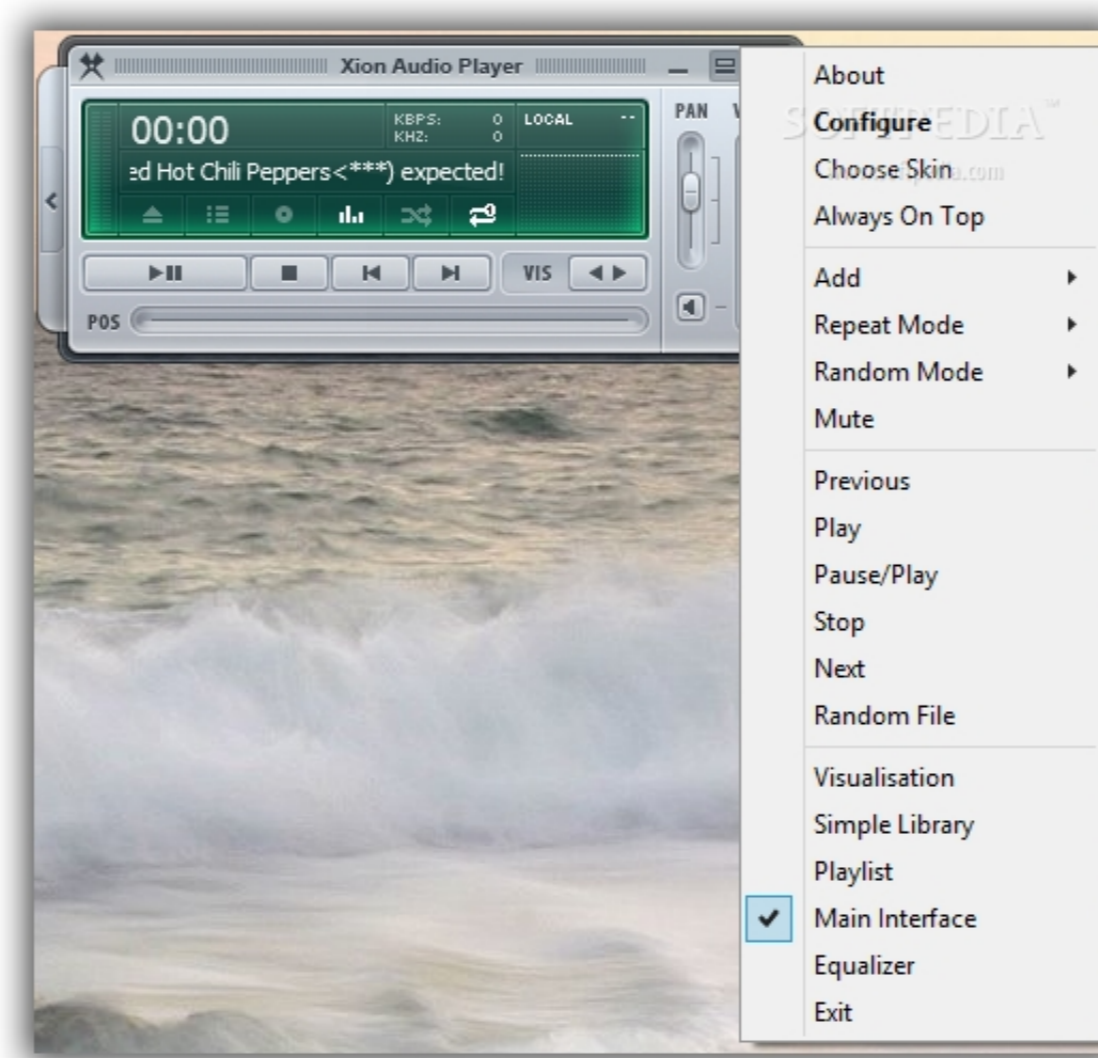 Xion Audio Player
00:00
KBPS: 0
KHZ: 0
LOCAL --
ed Hot Chili Peppers<***) expected!
PAN
VIS
POS
SOFTPEDIA™
About
Configure
Choose Skin
Always On Top
Add
Repeat Mode
Random Mode
Mute
Previous
Play
Pause/Play
Stop
Next
Random File
Visualisation
Simple Library
Playlist
Main Interface
Equalizer
Exit